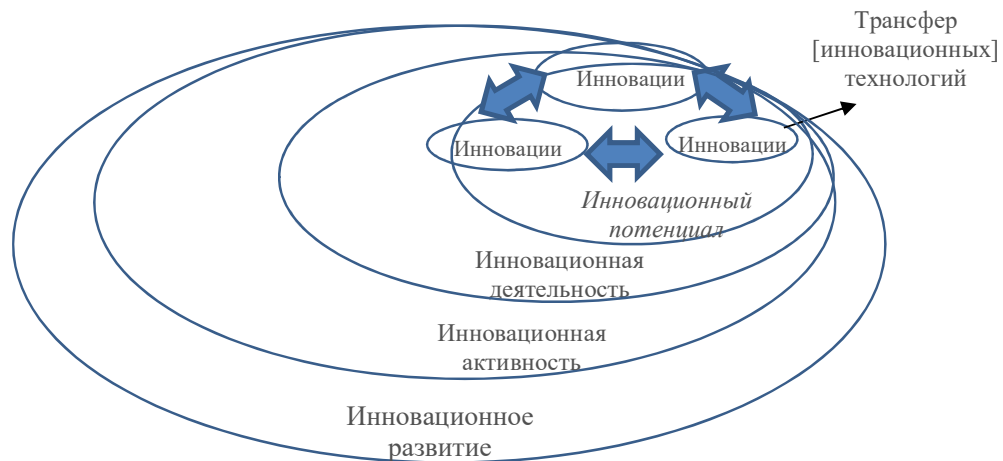 Трансфер
[инновационных]
технологий
Инновации
Инновации
Инновации
Инновационный
потенциал
Инновационная
деятельность
Инновационная
активность
Инновационное
развитие